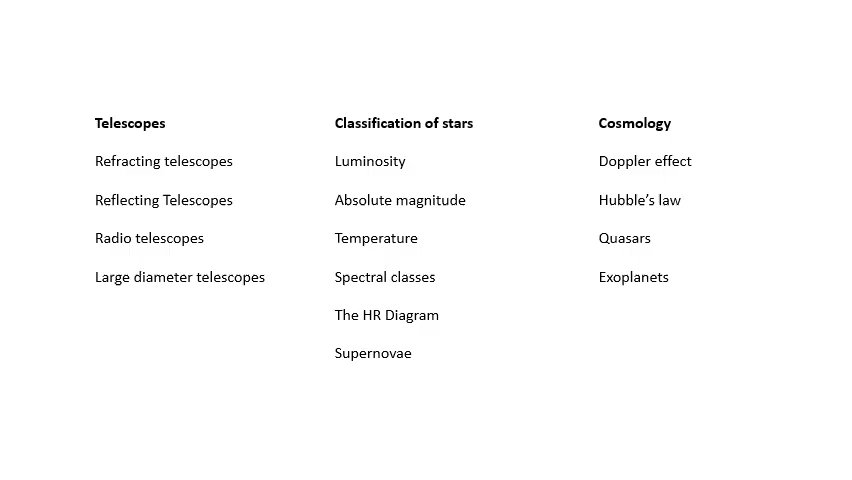 Telescopes
Refracting telescopes
Reflecting Telescopes
Radio telescopes
Large diameter telescopes
Classification of stars
Luminosity
Absolute magnitude
Temperature
Spectral classes
The HR Diagram
Supernovae
Cosmology
Doppler effect
Hubble’s law
Quasars
Exoplanets